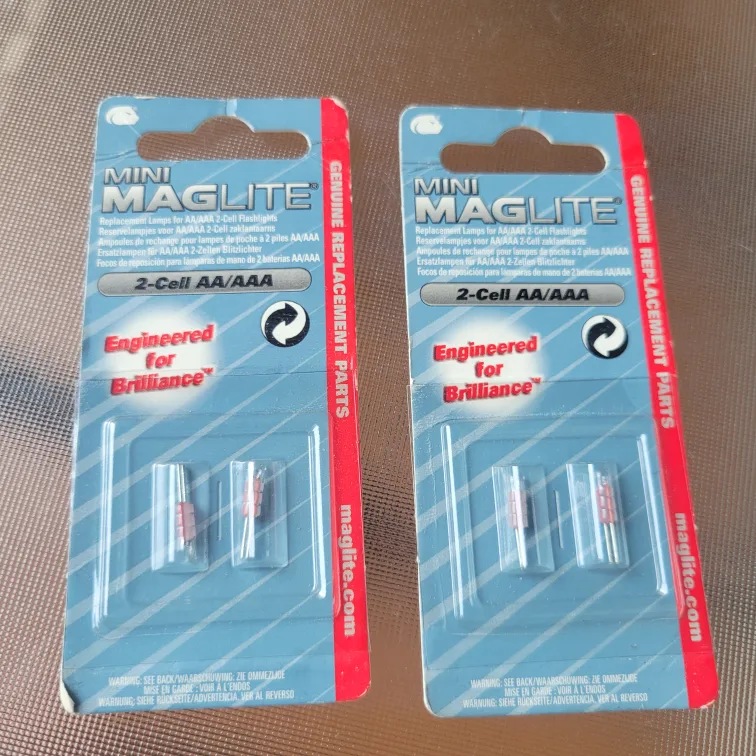 MINI
MAGLITE®
Replacement Lamps for AA/AAA 2-Cell Flashlights
Reservelampjes voor AA/AAA 2-Cell zaklantaarns
Ampoules de rechange pour lampes de poche à 2 piles AA/AAA
Ersatzlampen für AA/AAA 2-Zellen Blitzlichter
Focos de reposición para lamparas de mano de 2 baterias AA/AAA
2-Cell AA/AAA
Engineered
for
Brilliance™
GENUINE REPLACEMENT PARTS
maglite.com
WARNING: SEE BACK/WAARSCHUWING: ZIE OMMEZIJDE
MISE EN GARDE : VOIR À L'ENDOS
WARNUNG: SIEHE RÜCKSEITE/ADVERTENCIA, VER AL REVERSO
MINI
MAGLITE®
Replacement Lamps for AA/AAA 2-Cell Flashlights
Reservelampjes voor AA/AAA 2-Cell zaklantaarns
Ampoules de rechange pour lampes de poche à 2 piles AA/AAA
Ersatzlampen für AA/AAA 2-Zellen Blitzlichter
Focos de reposición para lamparas de mano de 2 baterias AA/AAA
2-Cell AA/AAA
Engineered
for
Brilliance™
GENUINE REPLACEMENT PARTS
maglite.com
WARNING: SEE BACK/WAARSCHUWING: ZIE OMMEZIJDE
MISE EN GARDE : VOIR À L'ENDOS
WARNUNG: SIEHE RÜCKSEITE/ADVERTENCIA, VER AL REVERSO